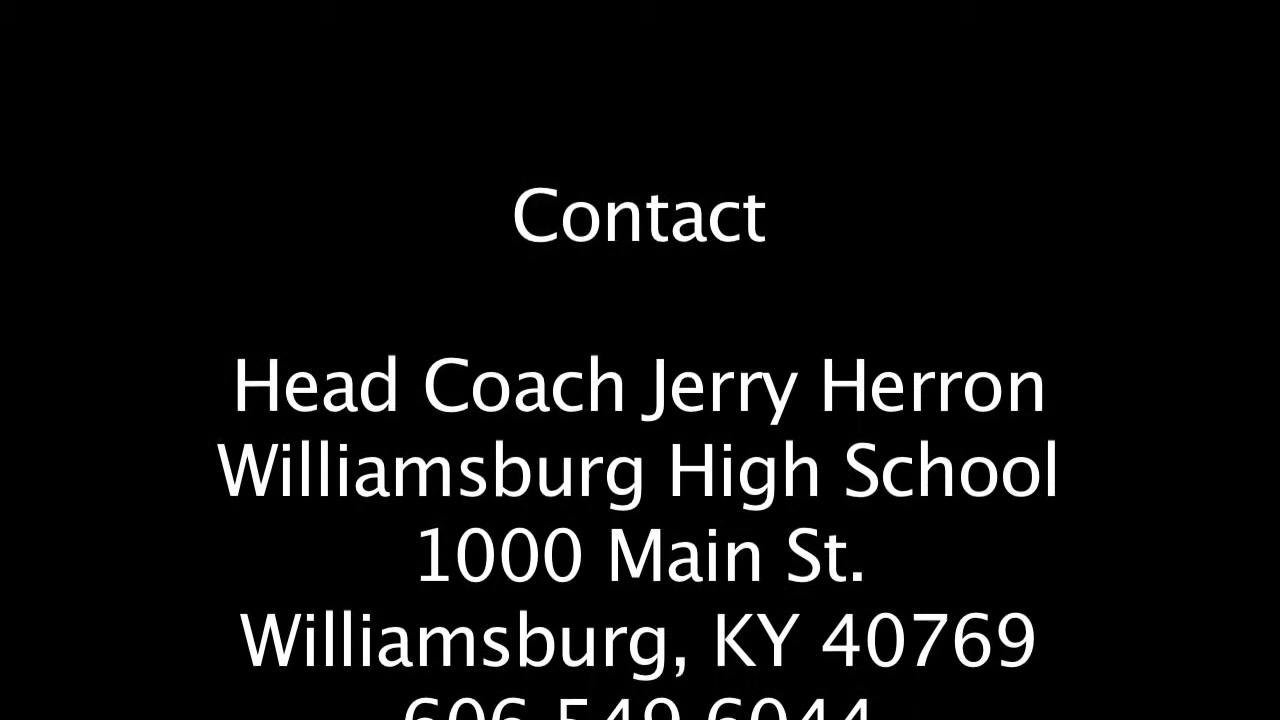 Contact
Head Coach Jerry Herron
Williamsburg High School
1000 Main St.
Williamsburg, KY 40769